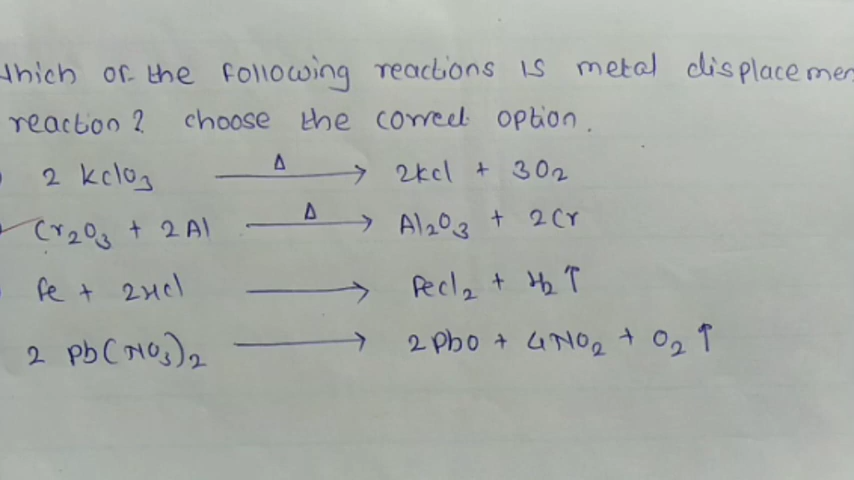 which of the following reactions is metal displacemen
reaction? choose the correct option.
2 KClO3 Δ→ 2KCl + 3O2
Cr2O3 + 2Al Δ→ Al2O3 + 2Cr
Fe + 2HCl → FeCl2 + H2↑
2 Pb(NO3)2 → 2PbO + 4NO2 + O2↑